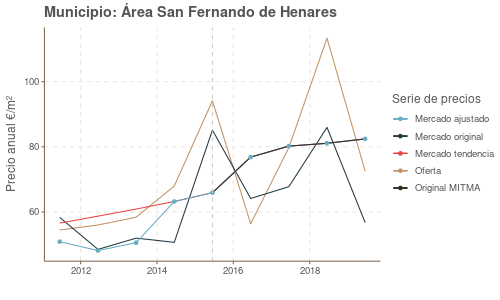 Municipio: Área San Fernando de Henares
Precio anual €/m²
100
80
60
2012
2014
2016
2018
Serie de precios
Mercado ajustado
Mercado original
Mercado tendencia
Oferta
Original MITMA